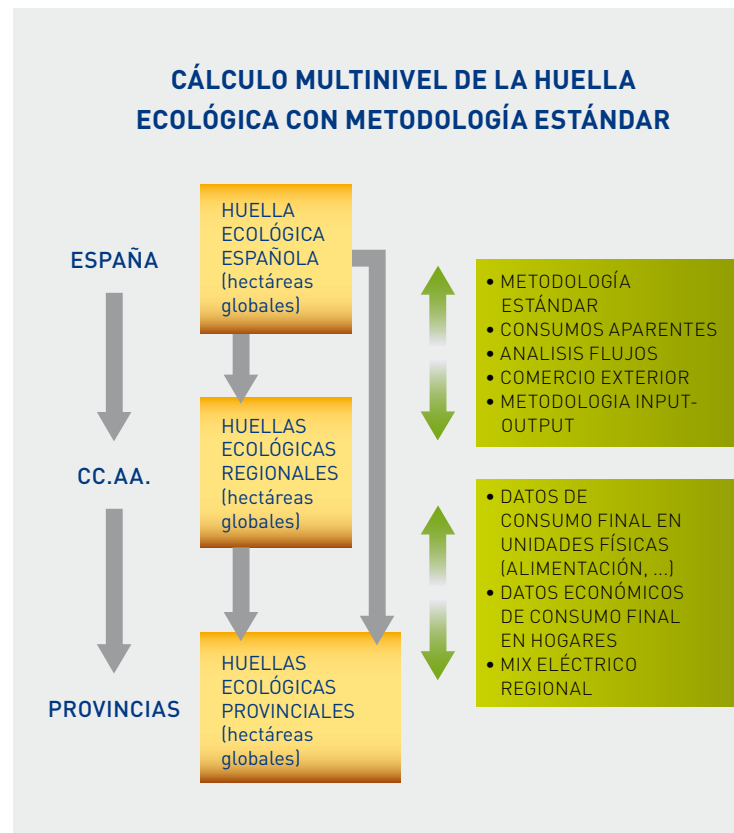 CÁLCULO MULTINIVEL DE LA HUELLA
ECOLÓGICA CON METODOLOGÍA ESTÁNDAR
ESPAÑA
HUELLA
ECOLÓGICA
ESPAÑOLA
(hectáreas
globales)
• METODOLOGÍA
ESTÁNDAR
• CONSUMOS APARENTES
• ANALISIS FLUJOS
• COMERCIO EXTERIOR
• METODOLOGIA INPUT-
OUTPUT
CC.AA.
HUELLAS
ECOLÓGICAS
REGIONALES
(hectáreas
globales)
• DATOS DE
CONSUMO FINAL EN
UNIDADES FÍSICAS
(ALIMENTACIÓN, ...)
• DATOS ECONÓMICOS
DE CONSUMO FINAL
EN HOGARES
• MIX ELÉCTRICO
REGIONAL
PROVINCIAS
HUELLAS
ECOLÓGICAS
PROVINCIALES
(hectáreas
globales)